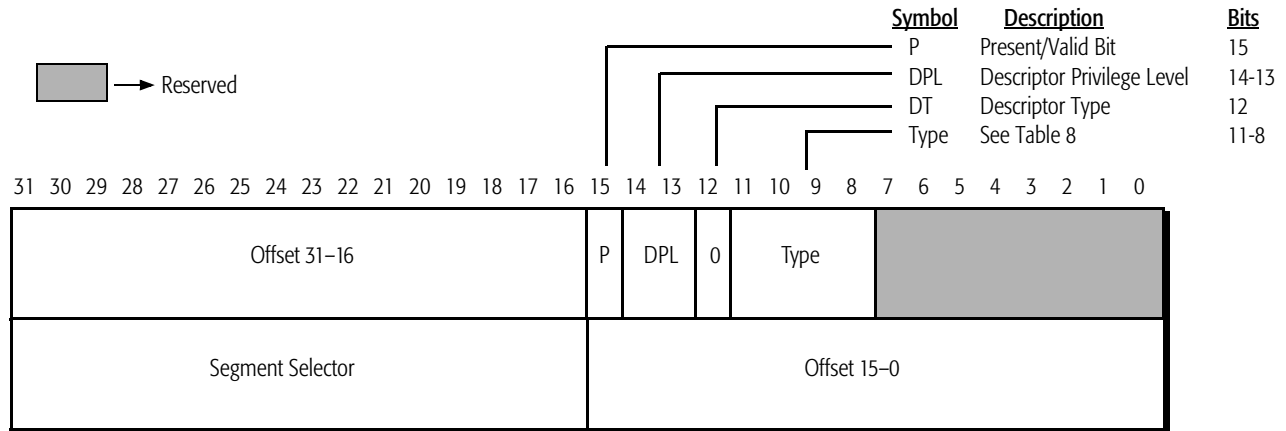 Symbol Description Bits
P Present/Valid Bit 15
DPL Descriptor Privilege Level 14-13
DT Descriptor Type 12
Type See Table 8 11-8
Reserved
31 30 29 28 27 26 25 24 23 22 21 20 19 18 17 16 15 14 13 12 11 10 9 8 7 6 5 4 3 2 1 0
Offset 31–16 P DPL 0 Type
Segment Selector Offset 15–0